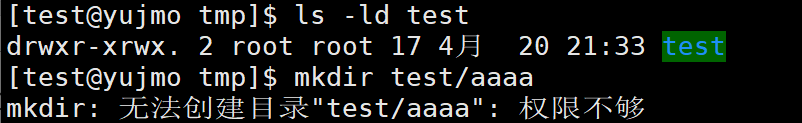 [test@yujmo tmp]$ ls -ld test
drwxr-xrwx. 2 root root 17 4月  20 21:33 test
[test@yujmo tmp]$ mkdir test/aaaa
mkdir: 无法创建目录"test/aaaa": 权限不够